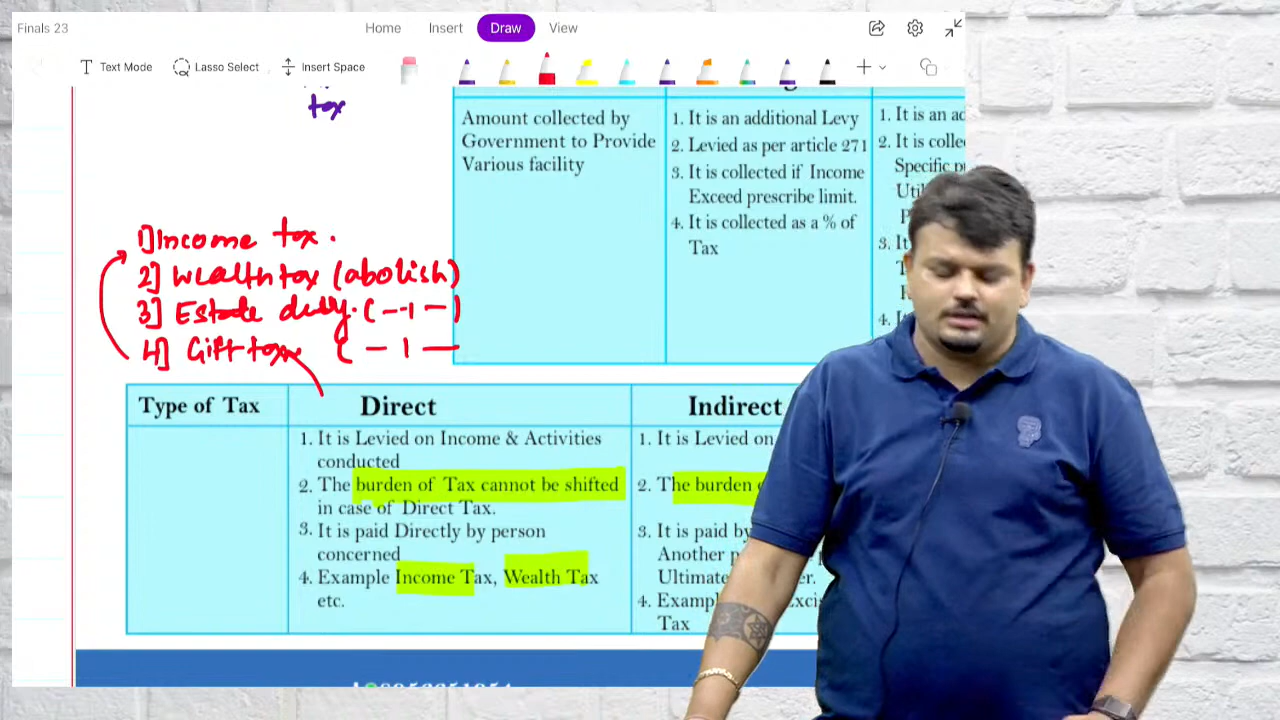 Finals 23
Home Insert Draw View
Text Mode Lasso Select Insert Space
tax
Amount collected by
Government to Provide
Various facility
1. It is an additional Levy
2. Levied as per article 271
3. It is collected if Income
Exceed prescribe limit.
4. It is collected as a % of
Tax
1. It is an
2. It is
Specific
3. It
4.
1) Income tax.
2] Wealth tax (abolish)
3] Estate duty. ( -- 1 - )
4] Gift tax ( - 1 -
Type of Tax Direct Indirect
1. It is Levied on Income & Activities
conducted
2. The burden of Tax cannot be shifted
in case of Direct Tax.
3. It is paid Directly by person
concerned
4. Example Income Tax, Wealth Tax
etc.
1. It is Levied on
2. The burden
3. It is paid by
Another
Ultimate
4.
Tax